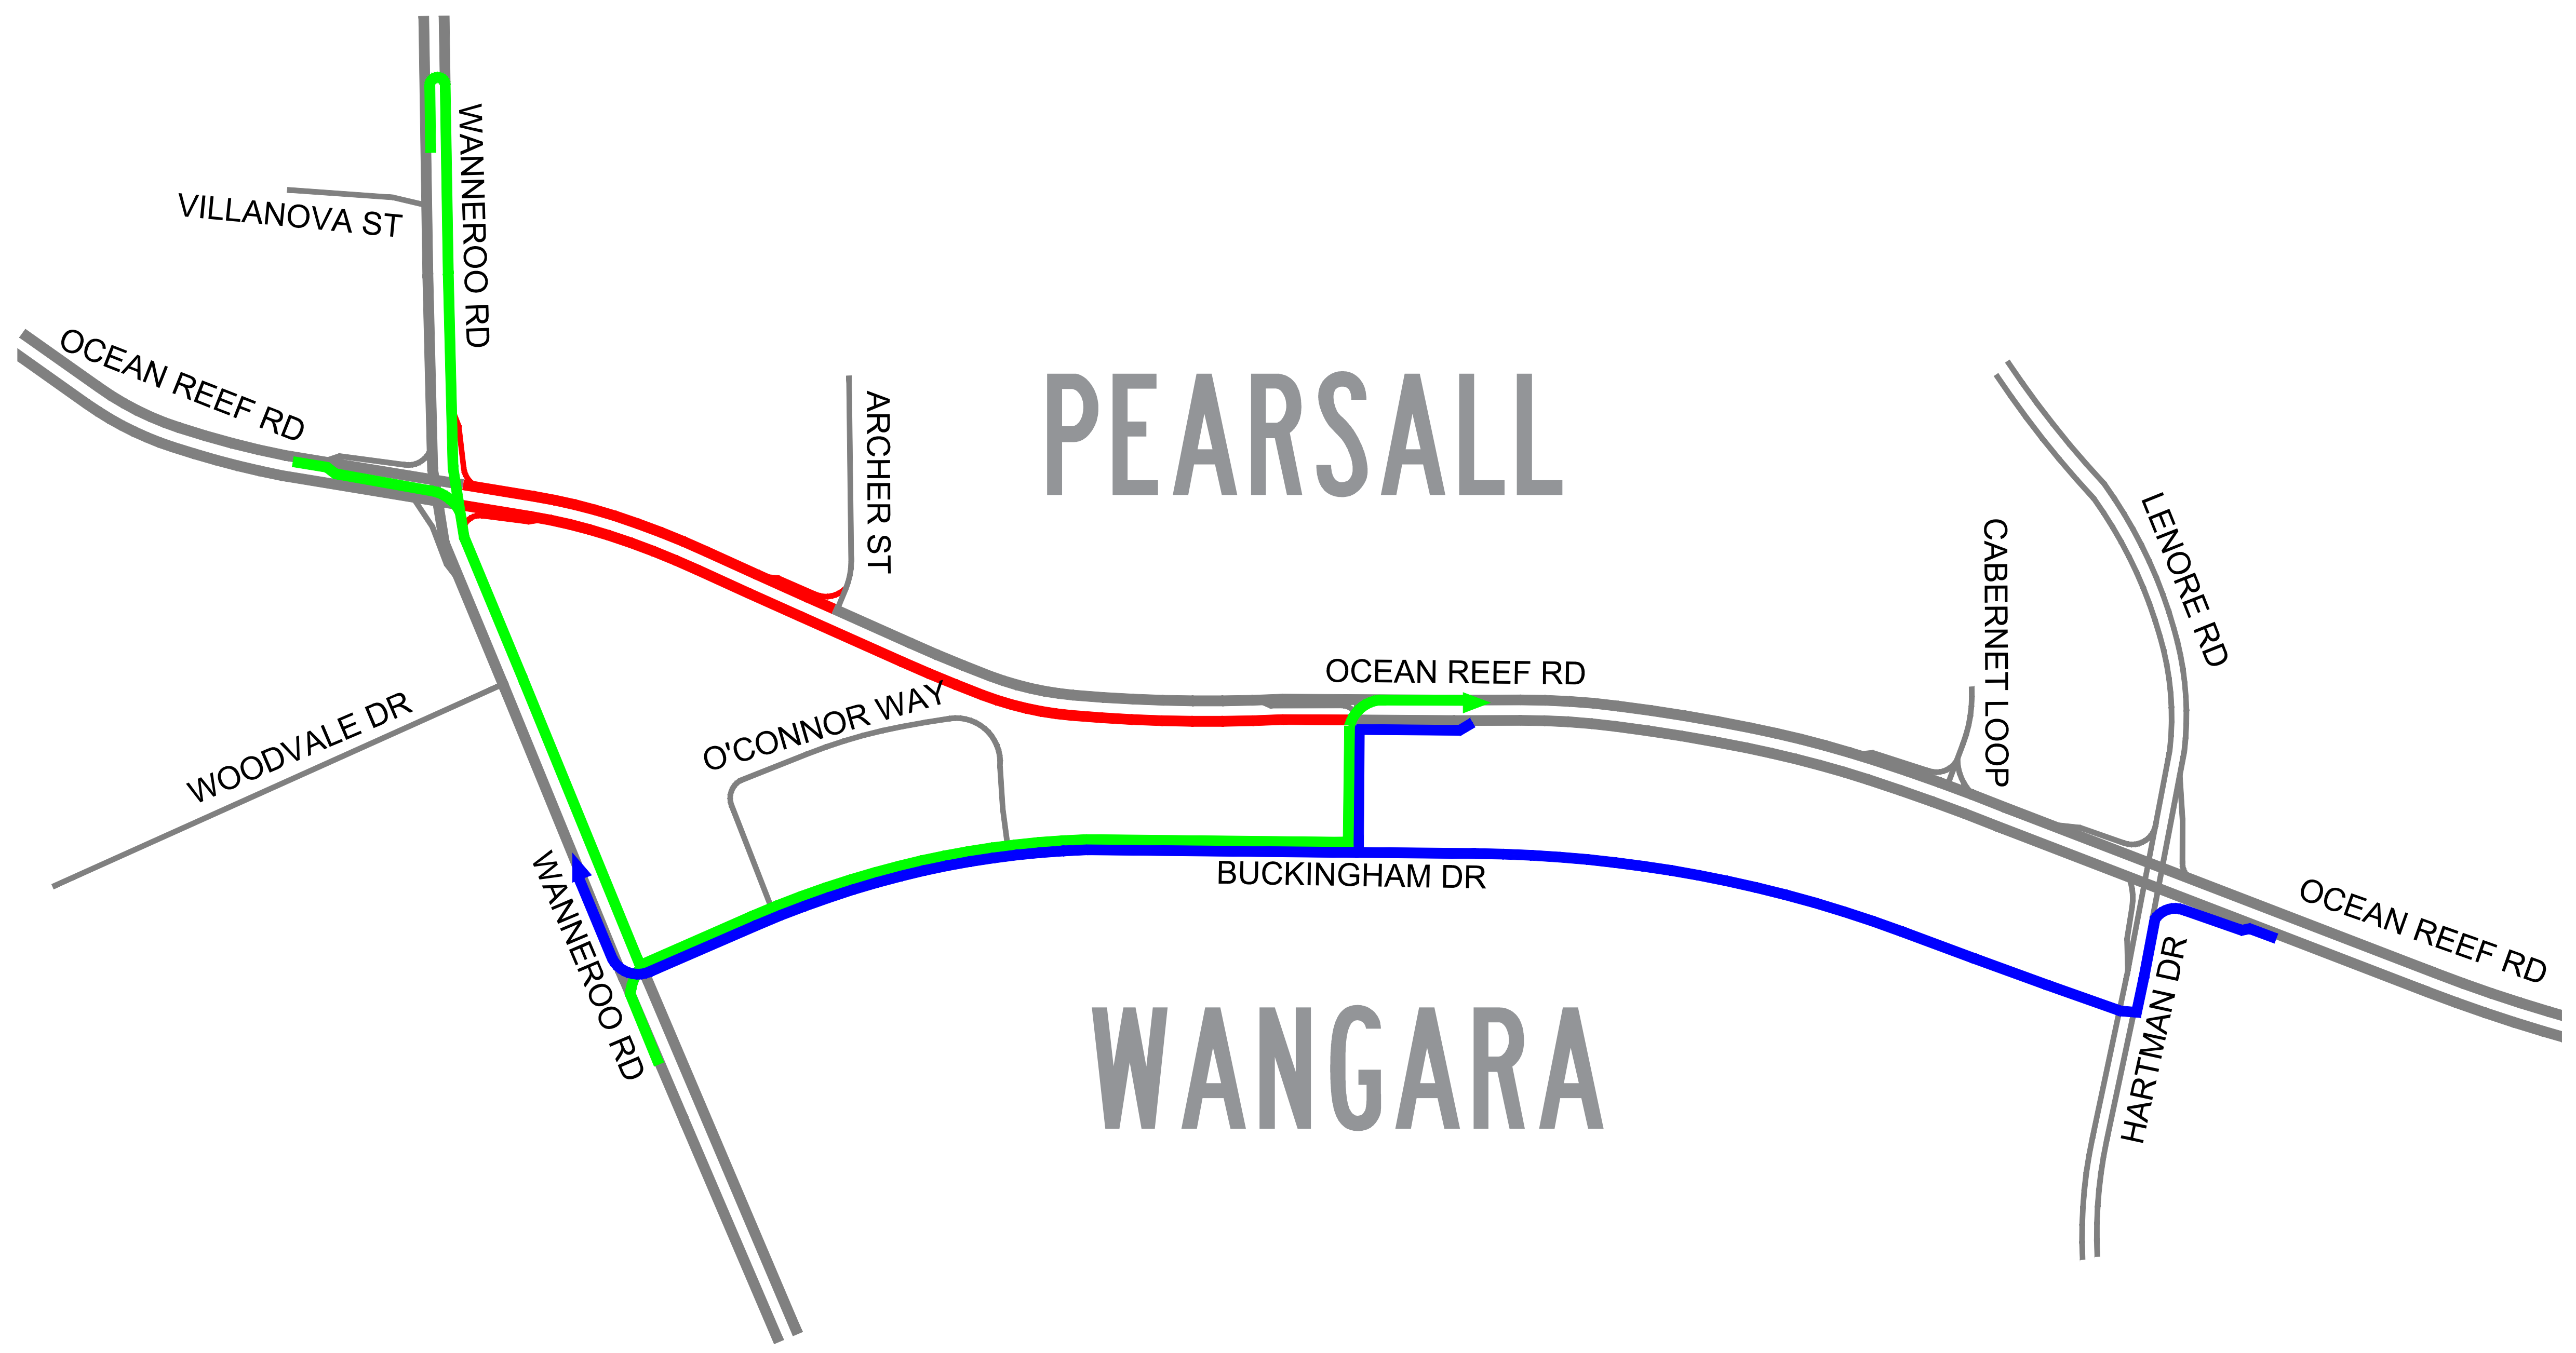 WANNEROO RD
VILLANOVA ST
OCEAN REEF RD
PEARSALL
ARCHER ST
LENORE RD
CABERNET LOOP
OCEAN REEF RD
O'CONNOR WAY
WOODVALE DR
BUCKINGHAM DR
WANNEROO RD
OCEAN REEF RD
HARTMAN DR
WANGARA